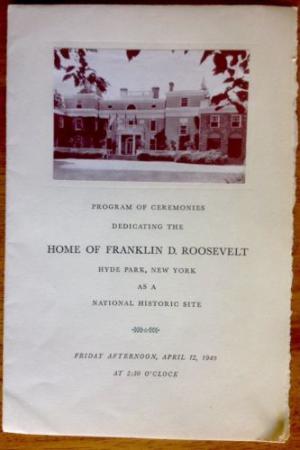 PROGRAM OF CEREMONIES
DEDICATING THE
HOME OF FRANKLIN D. ROOSEVELT
HYDE PARK, NEW YORK
AS A
NATIONAL HISTORIC SITE
FRIDAY AFTERNOON, APRIL 12, 1946
AT 2:30 O'CLOCK